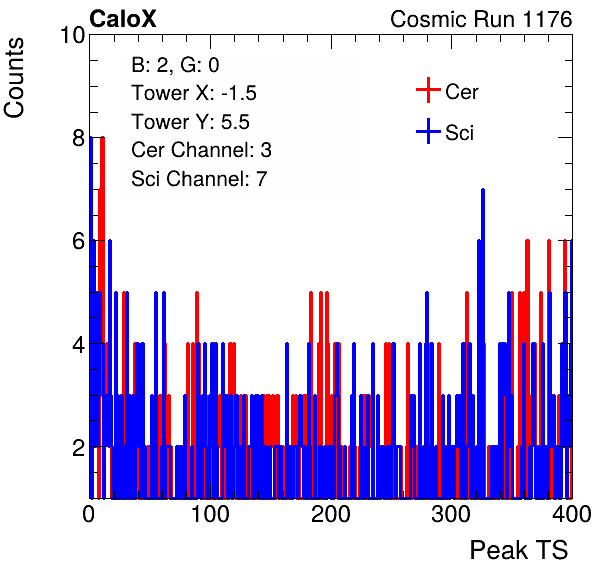 CaloX Cosmic Run 1176
Counts
10
8
6
4
2
B: 2, G: 0
Tower X: -1.5
Tower Y: 5.5
Cer Channel: 3
Sci Channel: 7
Cer
Sci
0 100 200 300 400
Peak TS